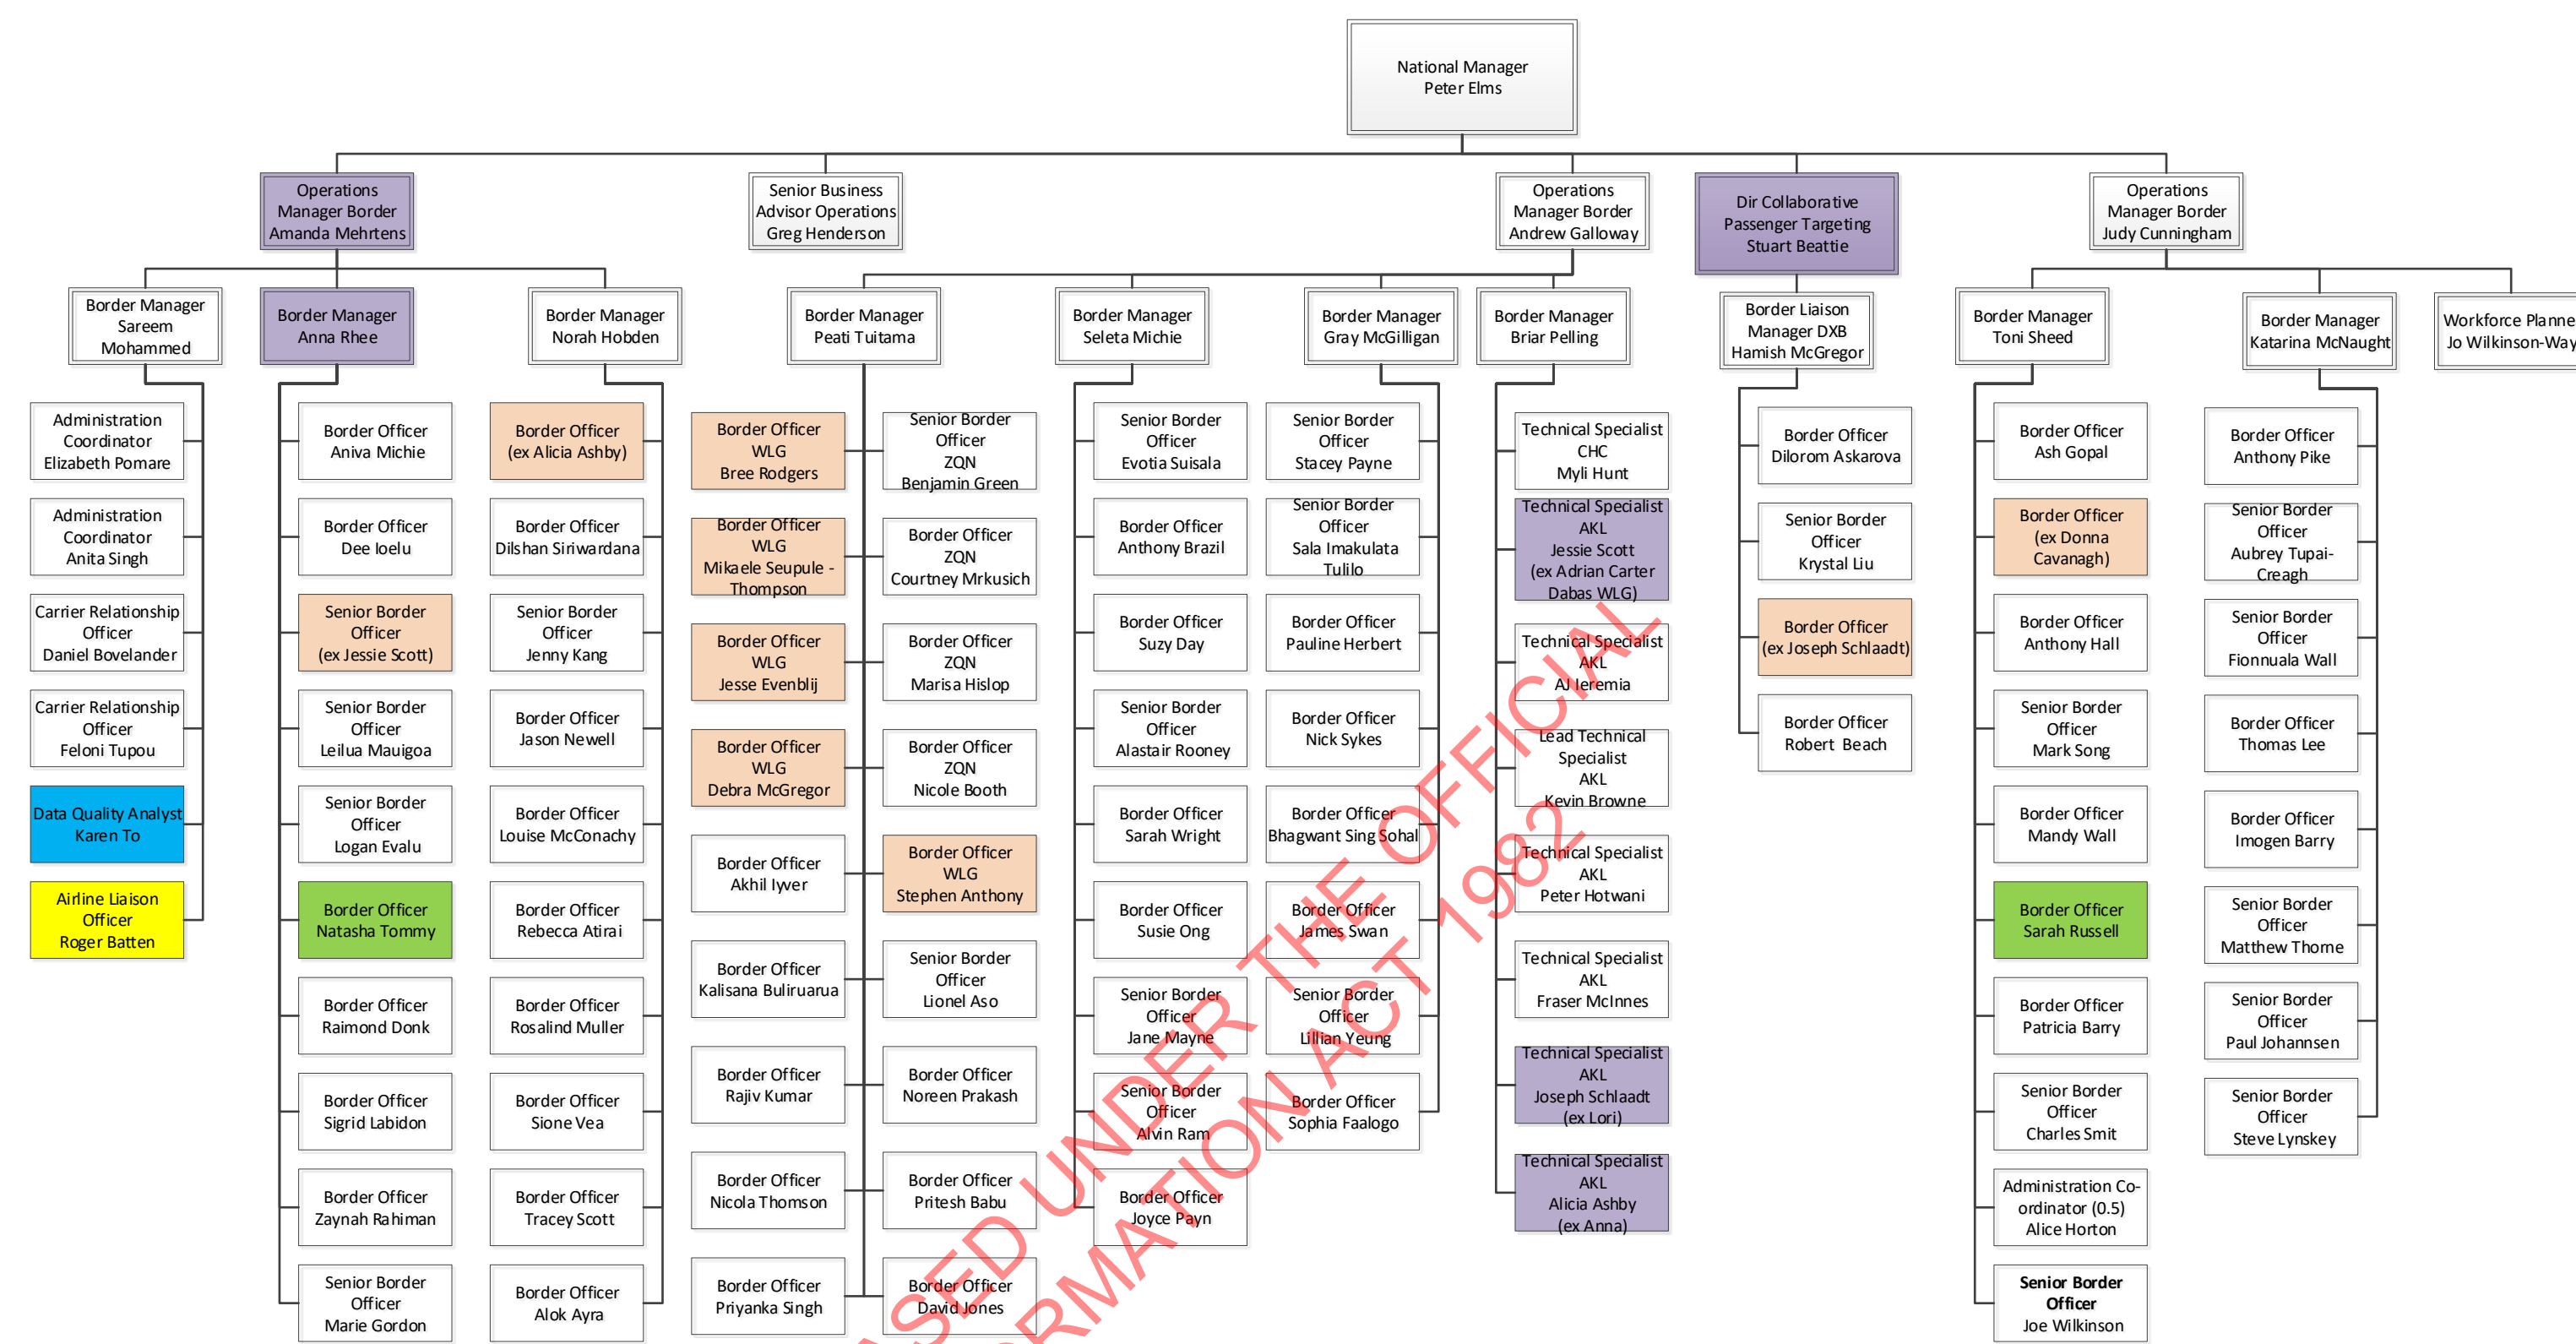 National Manager
Peter Elms
Operations
Manager Border
Amanda Mehrtens
Senior Business
Advisor Operations
Greg Henderson
Operations
Manager Border
Andrew Galloway
Dir Collaborative
Passenger Targeting
Stuart Beattie
Operations
Manager Border
Judy Cunningham
Border Manager
Sareem
Mohammed
Border Manager
Anna Rhee
Border Manager
Norah Hobden
Border Manager
Peati Tuitama
Border Manager
Seleta Michie
Border Manager
Gray McGilligan
Border Manager
Briar Pelling
Border Liaison
Manager DXB
Hamish McGregor
Border Manager
Toni Sheed
Border Manager
Katarina McNaught
Workforce Planne
Jo Wilkinson-Way
Administration
Coordinator
Elizabeth Pomare
Administration
Coordinator
Anita Singh
Carrier Relationship
Officer
Daniel Bovelander
Carrier Relationship
Officer
Feloni Tupou
Data Quality Analyst
Karen To
Airline Liaison
Officer
Roger Batten
Border Officer
Aniva Michie
Border Officer
Dee Ioelu
Senior Border
Officer
(ex Jessie Scott)
Senior Border
Officer
Leilua Mauigoa
Senior Border
Officer
Logan Evalu
Border Officer
Natasha Tommy
Border Officer
Raimond Donk
Border Officer
Sigrid Labidon
Border Officer
Zaynah Rahiman
Senior Border
Officer
Marie Gordon
Border Officer
(ex Alicia Ashby)
Border Officer
Dilshan Siriwardana
Senior Border
Officer
Jenny Kang
Border Officer
Jason Newell
Border Officer
Louise McConachy
Border Officer
Rebecca Atirai
Border Officer
Rosalind Muller
Border Officer
Sione Vea
Border Officer
Tracey Scott
Border Officer
Alok Ayra
Border Officer
WLG
Bree Rodgers
Border Officer
WLG
Mikaele Seupule -
Thompson
Border Officer
WLG
Jesse Evenblij
Border Officer
WLG
Debra McGregor
Border Officer
Akhil Iyver
Border Officer
Kalisana Buliruarua
Border Officer
Rajiv Kumar
Border Officer
Nicola Thomson
Border Officer
Priyanka Singh
Senior Border
Officer
ZQN
Benjamin Green
Border Officer
ZQN
Courtney Mrkusich
Border Officer
ZQN
Marisa Hislop
Border Officer
ZQN
Nicole Booth
Border Officer
WLG
Stephen Anthony
Senior Border
Officer
Lionel Aso
Border Officer
Noreen Prakash
Border Officer
Pritesh Babu
Border Officer
David Jones
Senior Border
Officer
Evotia Suisala
Border Officer
Anthony Brazil
Border Officer
Suzy Day
Senior Border
Officer
Alastair Rooney
Border Officer
Sarah Wright
Border Officer
Susie Ong
Senior Border
Officer
Jane Mayne
Senior Border
Officer
Alvin Ram
Border Officer
Joyce Payn
Senior Border
Officer
Stacey Payne
Senior Border
Officer
Sala Imakulata
Tulilo
Border Officer
Pauline Herbert
Border Officer
Nick Sykes
Border Officer
Bhagwant Sing Sohal
Border Officer
James Swan
Senior Border
Officer
Lillian Yeung
Border Officer
Sophia Faalogo
Technical Specialist
CHC
Myli Hunt
Technical Specialist
AKL
Jessie Scott
(ex Adrian Carter
Dabas WLG)
Technical Specialist
AKL
AJ Ieremia
Lead Technical
Specialist
AKL
Kevin Browne
Technical Specialist
AKL
Peter Hotwani
Technical Specialist
AKL
Fraser McInnes
Technical Specialist
AKL
Joseph Schlaadt
(ex Lori)
Technical Specialist
AKL
Alicia Ashby
(ex Anna)
Border Officer
Dilorom Askarova
Senior Border
Officer
Krystal Liu
Border Officer
(ex Joseph Schlaadt)
Border Officer
Robert Beach
Border Officer
Ash Gopal
Border Officer
(ex Donna
Cavanagh)
Border Officer
Anthony Hall
Senior Border
Officer
Mark Song
Border Officer
Mandy Wall
Border Officer
Sarah Russell
Border Officer
Patricia Barry
Senior Border
Officer
Charles Smit
Administration Co-
ordinator (0.5)
Alice Horton
Senior Border
Officer
Joe Wilkinson
Border Officer
Anthony Pike
Senior Border
Officer
Aubrey Tupai-
Creagh
Senior Border
Officer
Fionnuala Wall
Border Officer
Thomas Lee
Border Officer
Imogen Barry
Senior Border
Officer
Matthew Thorne
Senior Border
Officer
Paul Johannsen
Senior Border
Officer
Steve Lynskey
ASED UNDER THE OFFICIAL
ORMATION ACT 1982